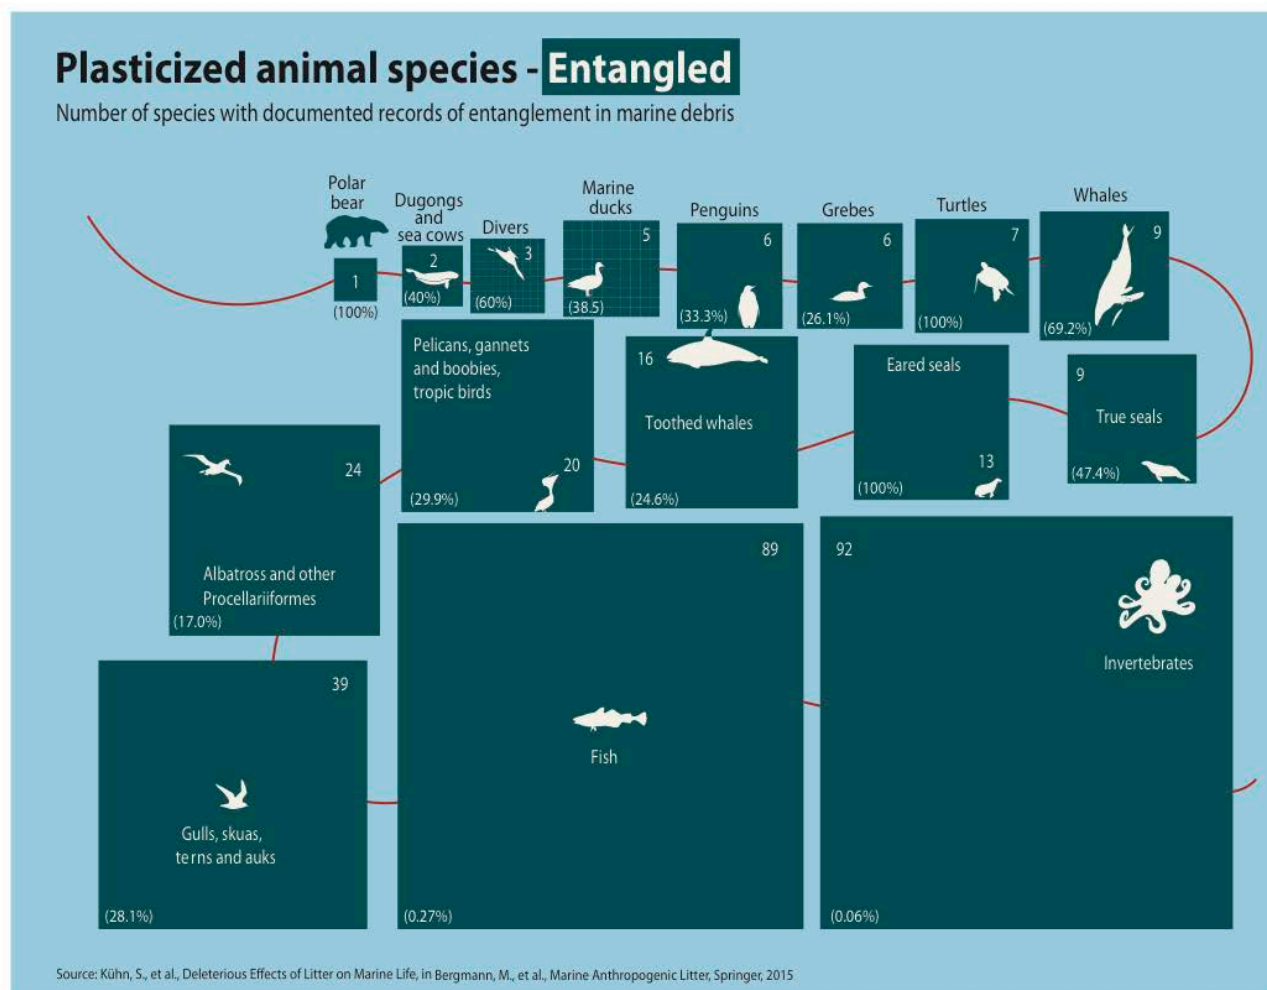 Plasticized animal species - Entangled
Number of species with documented records of entanglement in marine debris
Polar
bear
1
(100%)
Dugongs
and
sea cows
2
(40%)
Divers
3
(60%)
Marine
ducks
5
(38.5)
Penguins
6
(33.3%)
Grebes
6
(26.1%)
Turtles
7
(100%)
Whales
9
(69.2%)
Pelicans, gannets
and boobies,
tropic birds
20
(29.9%)
16
Toothed whales
(24.6%)
Eared seals
13
(100%)
9
True seals
(47.4%)
24
Albatross and other
Procellariiformes
(17.0%)
39
Gulls, skuas,
terns and auks
(28.1%)
89
Fish
(0.27%)
92
Invertebrates
(0.06%)
Source: Kühn, S., et al., Deleterious Effects of Litter on Marine Life, in Bergmann, M., et al., Marine Anthropogenic Litter, Springer, 2015